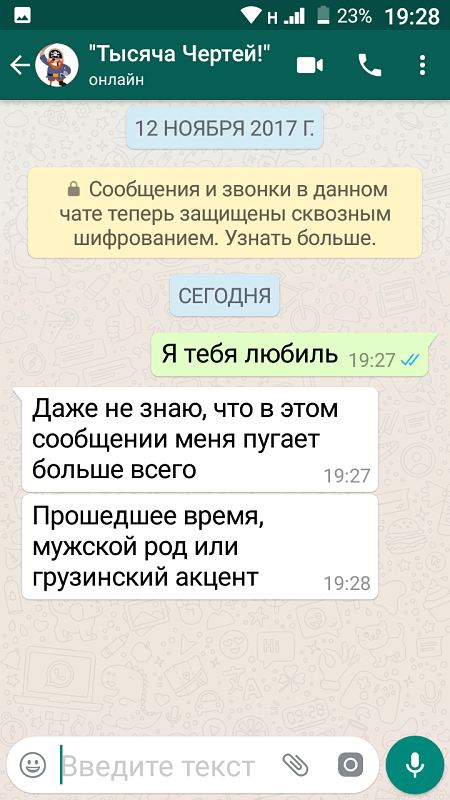 Н 23% 19:28
"Тысяча Чертей!"
онлайн
12 НОЯБРЯ 2017 Г.
Сообщения и звонки в данном
чате теперь защищены сквозным
шифрованием. Узнать больше.
СЕГОДНЯ
Я тебя любиль 19:27
Даже не знаю, что в этом
сообщении меня пугает
больше всего
19:27
Прошедшее время,
мужской род или
грузинский акцент
19:28
Введите текст